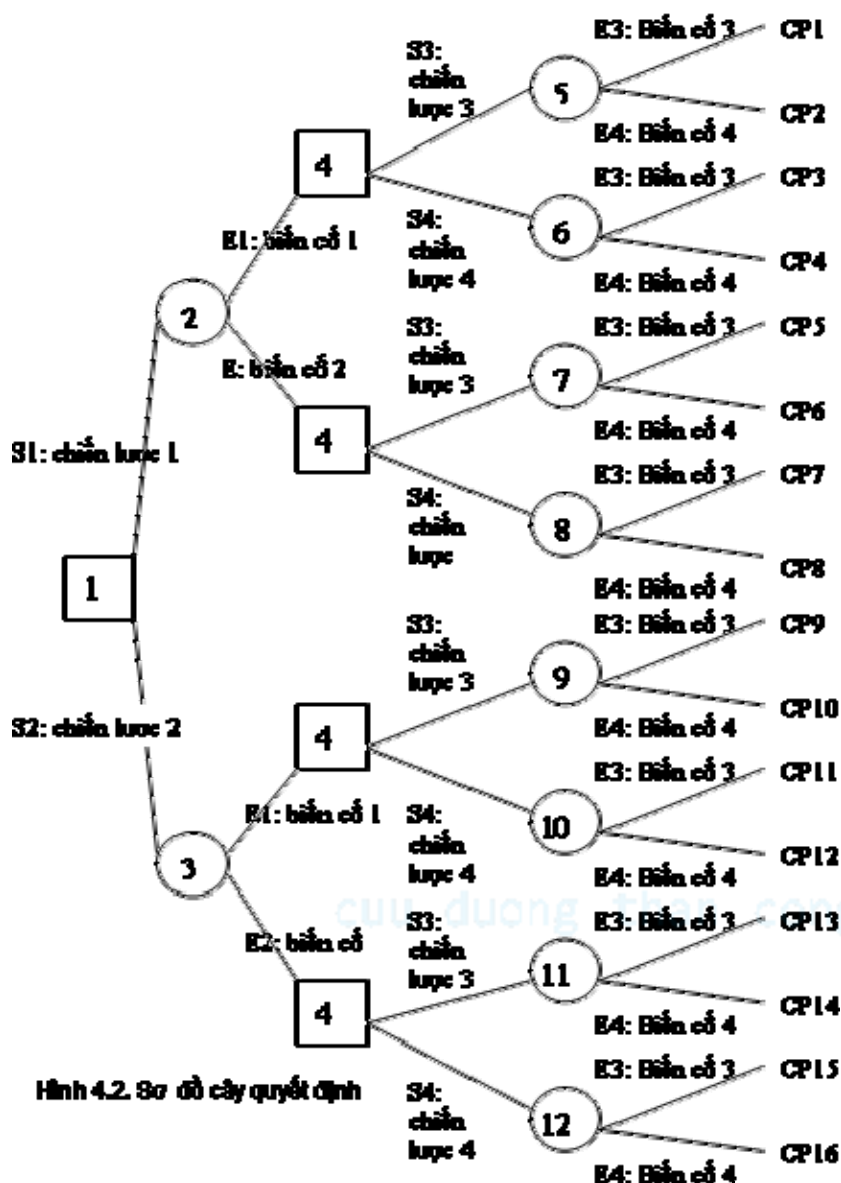 E3: Biến cố 3
CP1
S3:
chiến
lược 3
5
CP2
E4: Biến cố 4
4
E3: Biến cố 3
CP3
S4:
chiến
lược 4
6
E1: biến cố 1
CP4
E4: Biến cố 4
2
S3:
chiến
lược 3
E3: Biến cố 3
CP5
E: biến cố 2
7
CP6
E4: Biến cố 4
4
S1: chiến lược 1
E3: Biến cố 3
CP7
S4:
chiến
lược
8
CP8
E4: Biến cố 4
1
S3:
chiến
lược 3
E3: Biến cố 3
CP9
9
CP10
S2: chiến lược 2
4
E4: Biến cố 4
E3: Biến cố 3
CP11
E1: biến cố 1
S4:
chiến
lược 4
10
CP12
3
E4: Biến cố 4
cuu duong than cong
E2: biến cố
S3:
chiến
lược 3
E3: Biến cố 3
CP13
11
CP14
4
E4: Biến cố 4
E3: Biến cố 3
CP15
Hình 4.2. Sơ đồ cây quyết định
S4:
chiến
lược 4
12
CP16
E4: Biến cố 4